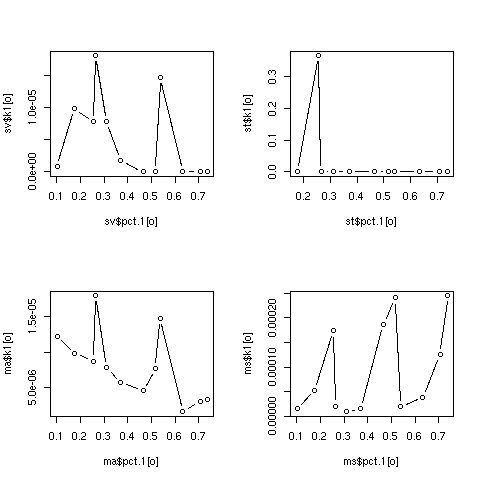 sv$k1[o]
0.0e+00
1.0e-05
0.1 0.2 0.3 0.4 0.5 0.6 0.7
sv$pct.1[o]
st$k1[o]
0.0 0.1 0.2 0.3
0.2 0.3 0.4 0.5 0.6 0.7
st$pct.1[o]
ma$k1[o]
5.0e-06
1.5e-05
0.1 0.2 0.3 0.4 0.5 0.6 0.7
ma$pct.1[o]
ms$k1[o]
0.00000 0.00010 0.00020
0.1 0.2 0.3 0.4 0.5 0.6 0.7
ms$pct.1[o]